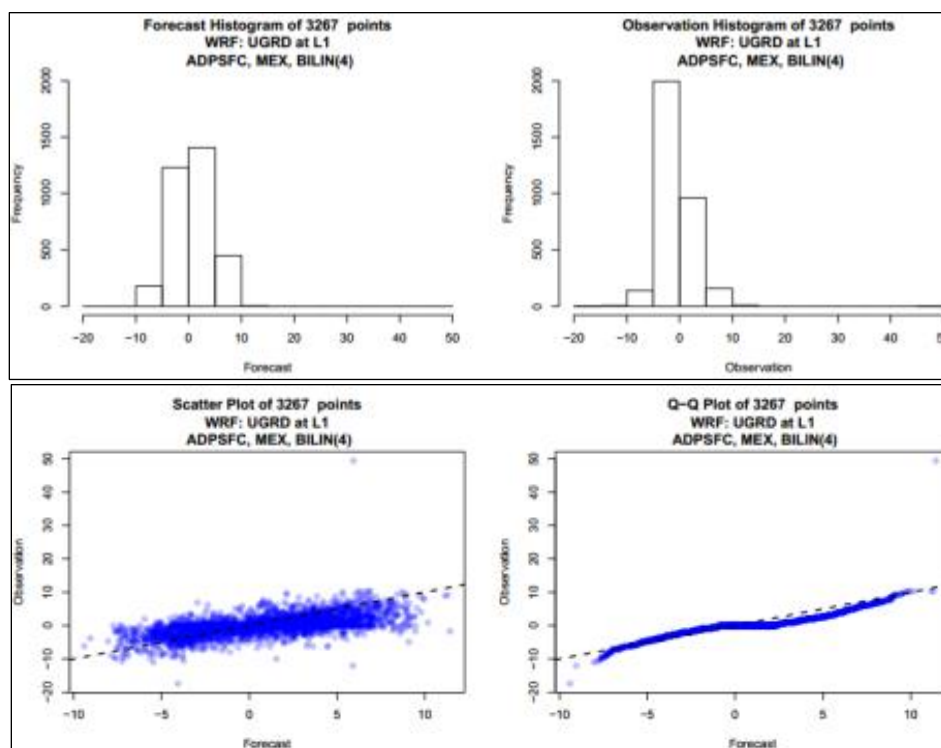 Forecast Histogram of 3267 points
WRF: UGRD at L1
ADPSFC, MEX, BILIN(4)
Frequency
2000
1500
1000
500
0
-20 -10 0 10 20 30 40 50
Forecast
Observation Histogram of 3267 points
WRF: UGRD at L1
ADPSFC, MEX, BILIN(4)
Frequency
2000
1500
1000
500
0
-20 -10 0 10 20 30 40
Observation
Scatter Plot of 3267 points
WRF: UGRD at L1
ADPSFC, MEX, BILIN(4)
Observation
50
40
30
20
10
0
-10
-20
-10 -5 0 5 10
Forecast
Q-Q Plot of 3267 points
WRF: UGRD at L1
ADPSFC, MEX, BILIN(4)
Observation
50
40
30
20
10
0
-10
-20
-10 -5 0 5 10
Forecast